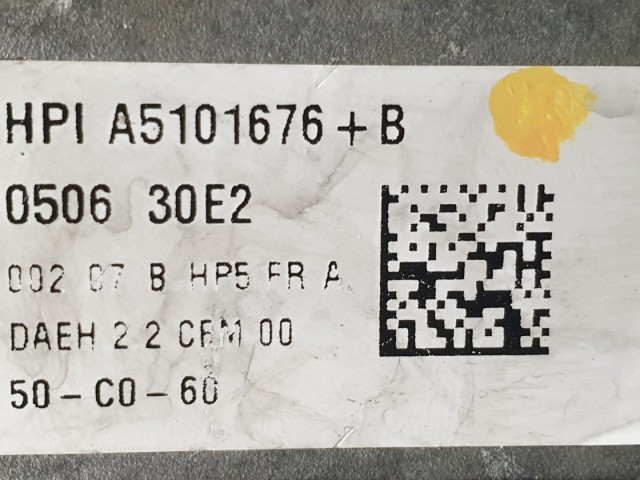 HPI A5101676+B
0506 30E2
002 07 B HP5 FR A
DAEH 2 2 CBM 00
50-C0-60